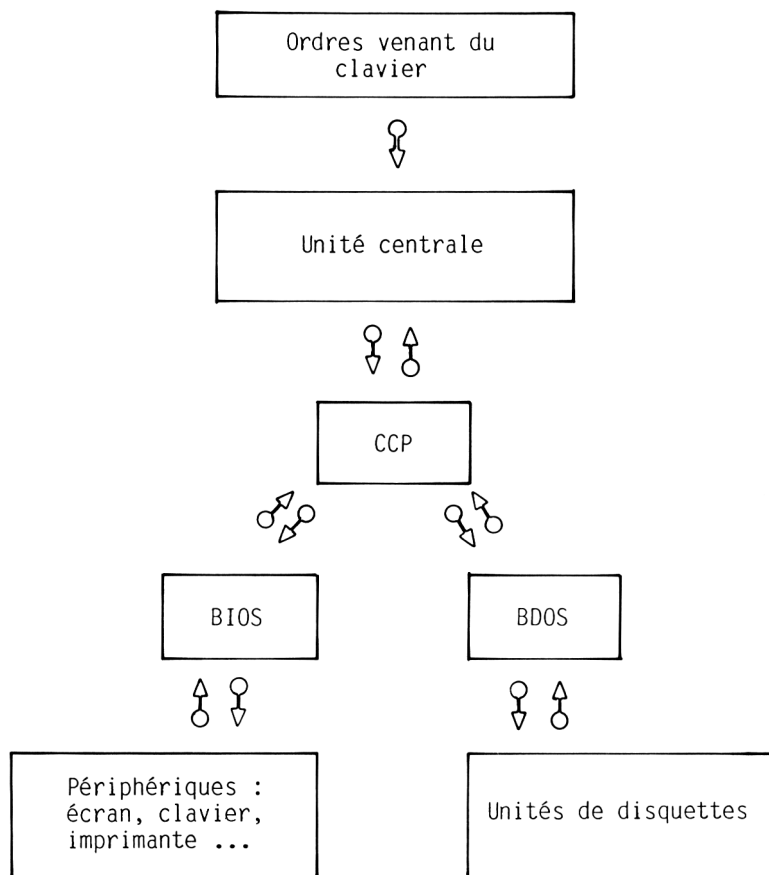 Ordres venant du
clavier
Unité centrale
CCP
BIOS
BDOS
Périphériques :
écran, clavier,
imprimante ...
Unités de disquettes